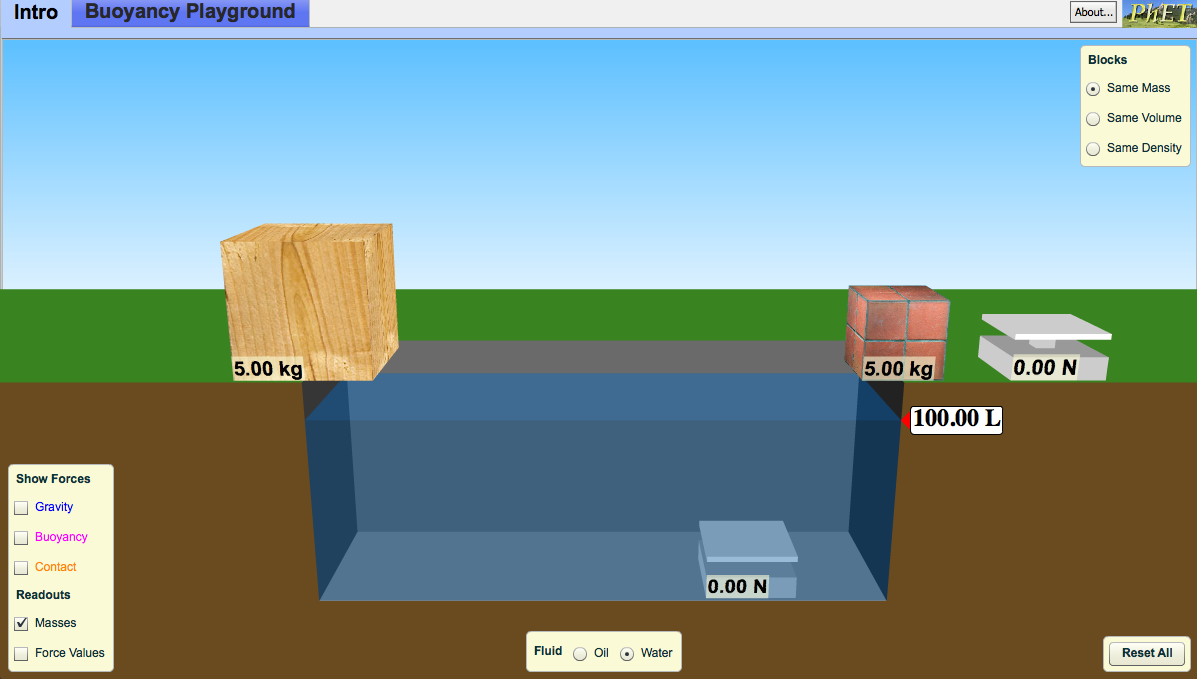 Intro
Buoyancy Playground
About...
PhET
Blocks
Same Mass
Same Volume
Same Density
5.00 kg
5.00 kg
0.00 N
100.00 L
Show Forces
Gravity
Buoyancy
Contact
Readouts
Masses
Force Values
0.00 N
Fluid
Oil
Water
Reset All